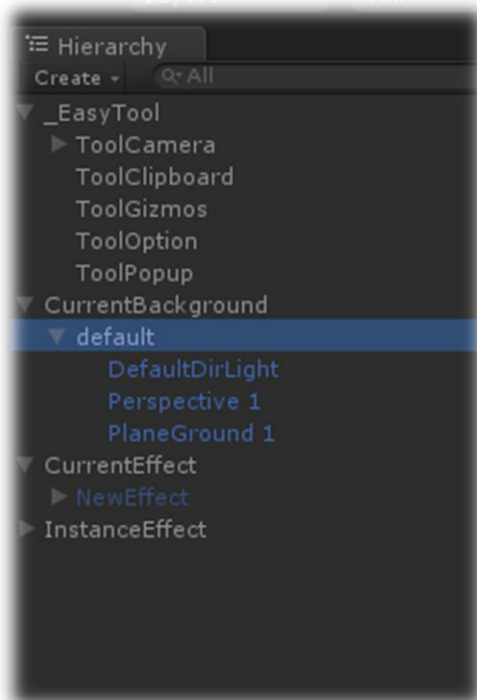 Hierarchy
Create All
_EasyTool
ToolCamera
ToolClipboard
ToolGizmos
ToolOption
ToolPopup
CurrentBackground
default
DefaultDirLight
Perspective 1
PlaneGround 1
CurrentEffect
NewEffect
InstanceEffect